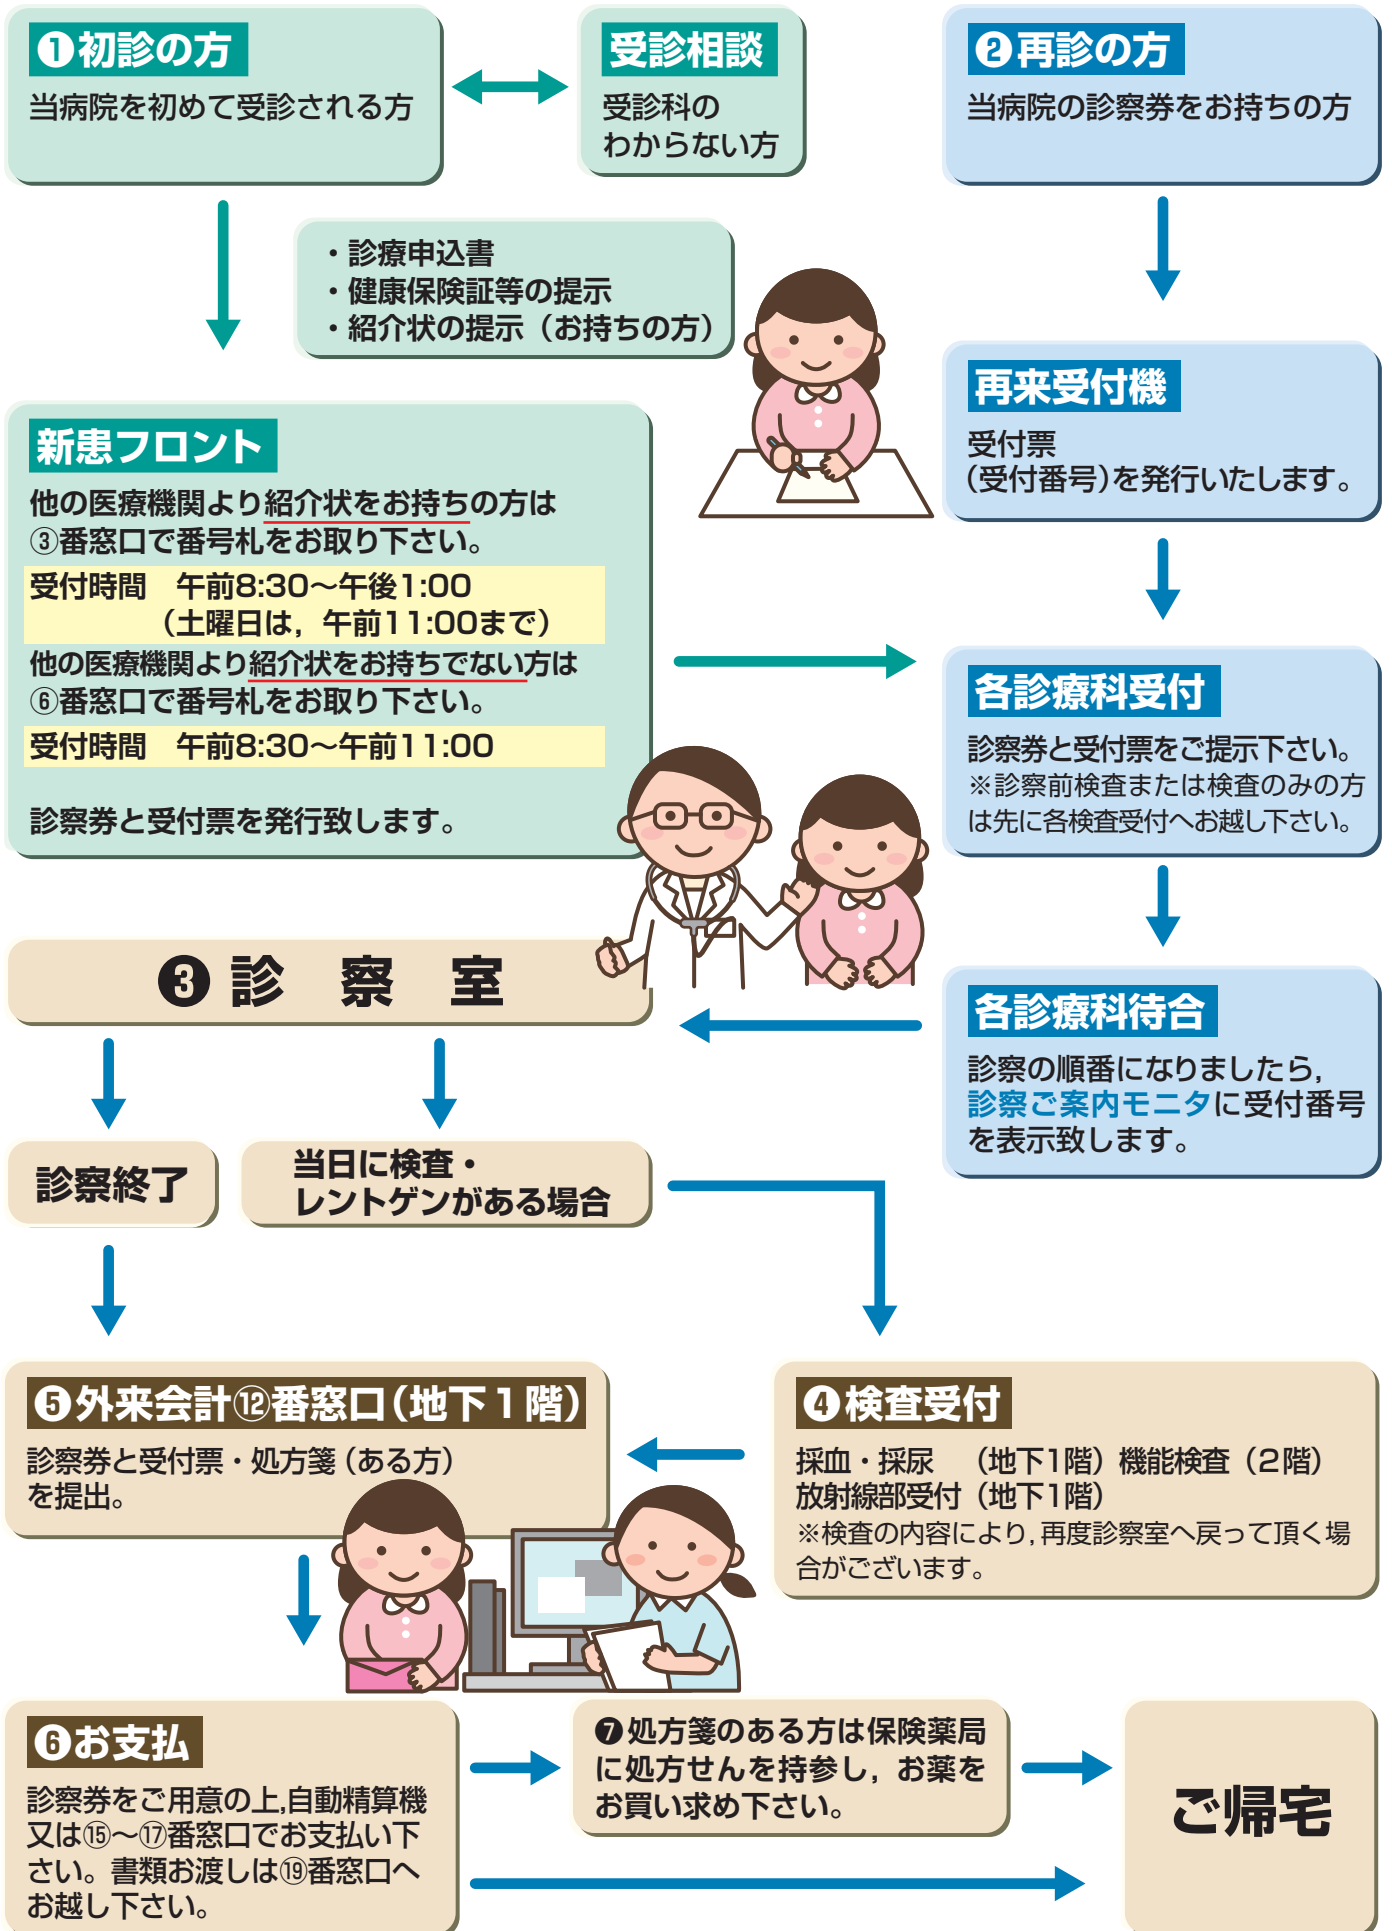 ❶初診の方
当病院を初めて受診される方
受診相談
受診科の
わからない方
❷再診の方
当病院の診察券をお持ちの方
・診療申込書
・健康保険証等の提示
・紹介状の提示（お持ちの方）
再来受付機
受付票
（受付番号）を発行いたします。
新患フロント
他の医療機関より紹介状をお持ちの方は
③番窓口で番号札をお取り下さい。
受付時間　午前8:30～午後1:00
（土曜日は，午前11:00まで）
他の医療機関より紹介状をお持ちでない方は
⑥番窓口で番号札をお取り下さい。
受付時間　午前8:30～午前11:00
診察券と受付票を発行致します。
各診療科受付
診察券と受付票をご提示下さい。
※診察前検査または検査のみの方
は先に各検査受付へお越し下さい。
各診療科待合
診察の順番になりましたら，
診察ご案内モニタに受付番号
を表示致します。
❸診　察　室
診察終了
当日に検査・
レントゲンがある場合
❺外来会計⑫番窓口（地下１階）
診察券と受付票・処方箋（ある方）
を提出。
❹検査受付
採血・採尿　（地下1階）機能検査（2階）
放射線部受付（地下1階）
※検査の内容により，再度診察室へ戻って頂く場
合がございます。
❻お支払
診察券をご用意の上，自動精算機
又は⑮～⑰番窓口でお支払い下
さい。書類お渡しは⑲番窓口へ
お越し下さい。
❼処方箋のある方は保険薬局
に処方せんを持参し，お薬を
お買い求め下さい。
ご帰宅